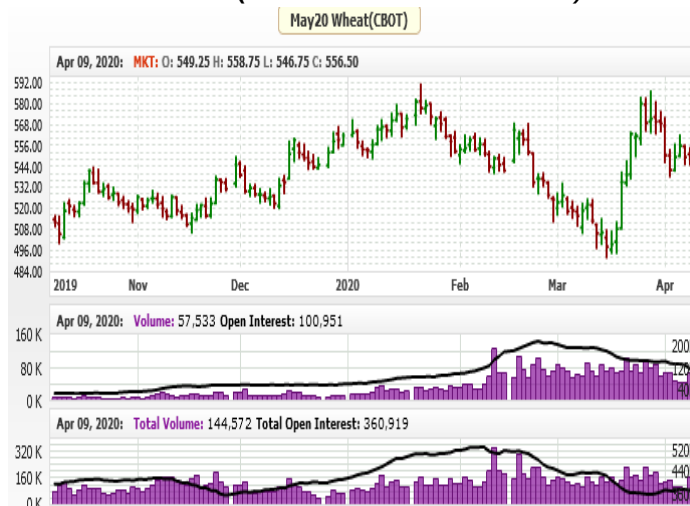 May20 Wheat(CBOT)
Apr 09, 2020: MKT: O: 549.25 H: 558.75 L: 546.75 C: 556.50
592.00
580.00
568.00
556.00
544.00
532.00
520.00
508.00
496.00
484.00
2019 Nov Dec 2020 Feb Mar Apr
Apr 09, 2020: Volume: 57,533 Open Interest: 100,951
160 K
200
80 K
120
40
0 K
Apr 09, 2020: Total Volume: 144,572 Total Open Interest: 360,919
320 K
520
440
160 K
360
0 K